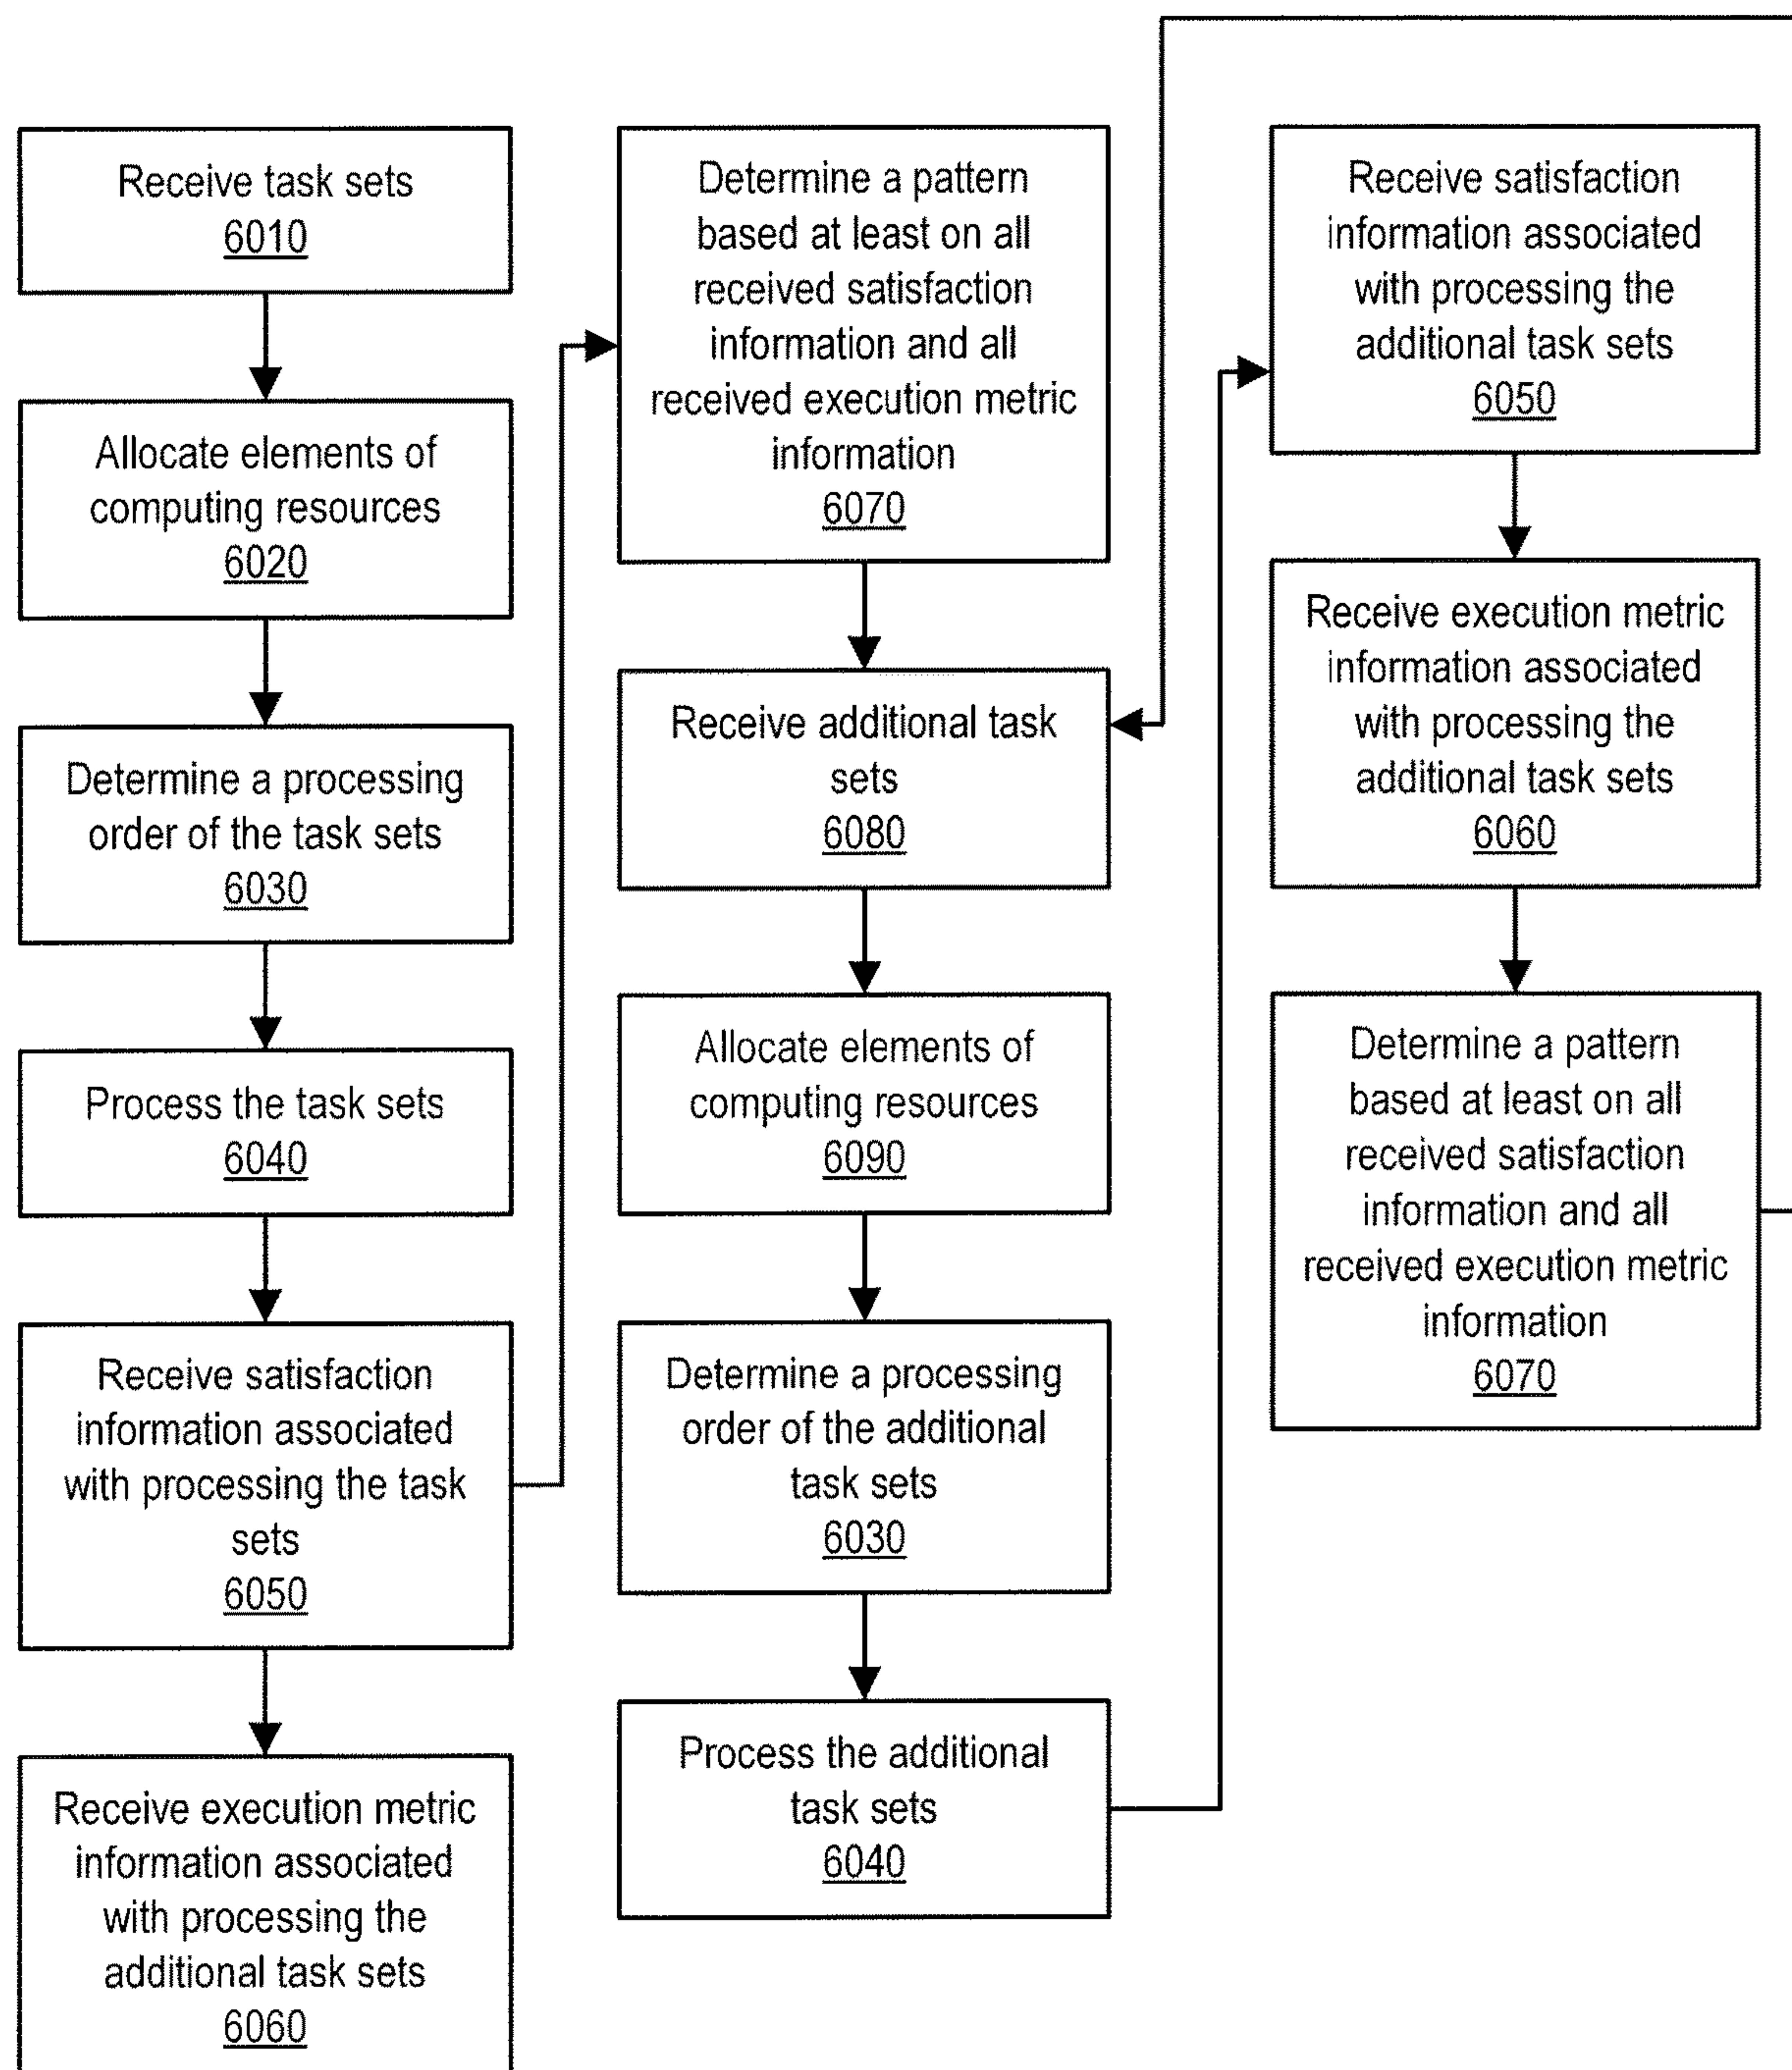 Receive task sets
6010
Allocate elements of
computing resources
6020
Determine a processing
order of the task sets
6030
Process the task sets
6040
Receive satisfaction
information associated
with processing the task
sets
6050
Receive execution metric
information associated
with processing the
additional task sets
6060
Determine a pattern
based at least on all
received satisfaction
information and all
received execution metric
information
6070
Receive additional task
sets
6080
Allocate elements of
computing resources
6090
Determine a processing
order of the additional
task sets
6030
Process the additional
task sets
6040
Receive satisfaction
information associated
with processing the
additional task sets
6050
Receive execution metric
information associated
with processing the
additional task sets
6060
Determine a pattern
based at least on all
received satisfaction
information and all
received execution metric
information
6070